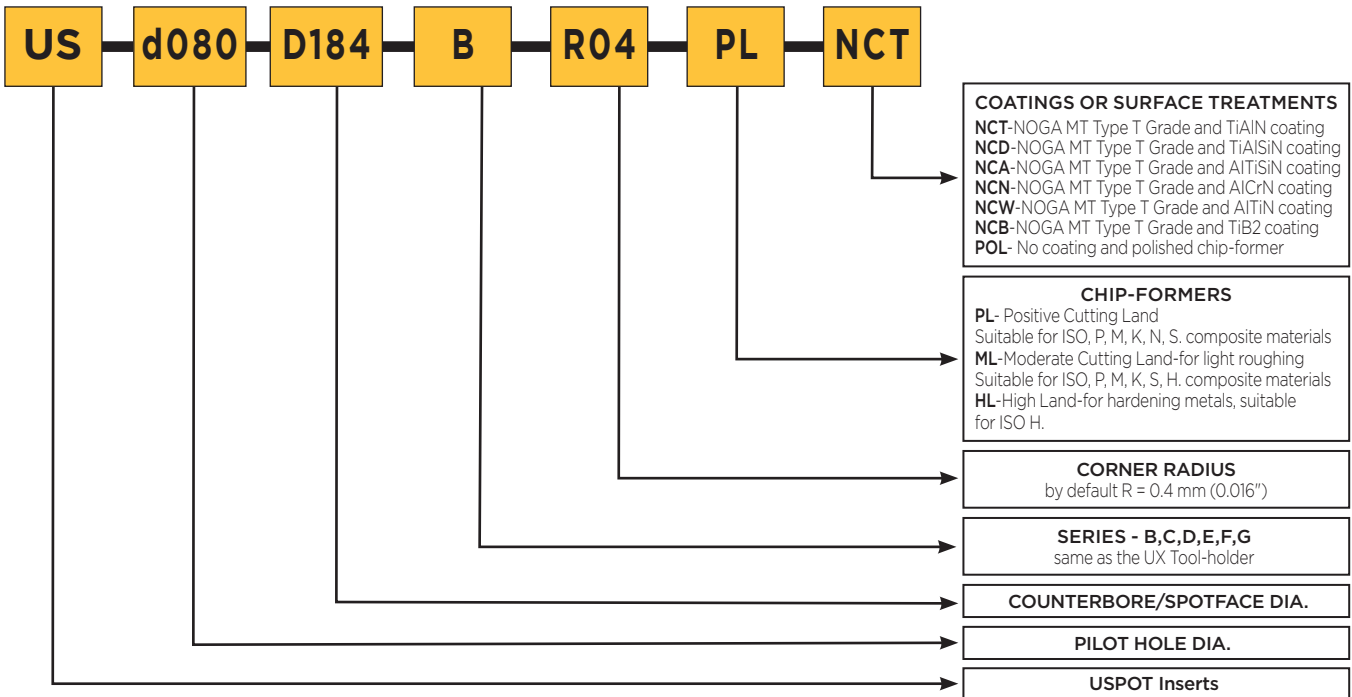 US d080 D184 B R04 PL NCT
COATINGS OR SURFACE TREATMENTS
NCT-NOGA MT Type T Grade and TiAlN coating
NCD-NOGA MT Type T Grade and TiAlSiN coating
NCA-NOGA MT Type T Grade and AlTiSiN coating
NCN-NOGA MT Type T Grade and AlCrN coating
NCW-NOGA MT Type T Grade and AlTiN coating
NCB-NOGA MT Type T Grade and TiB2 coating
POL- No coating and polished chip-former
CHIP-FORMERS
PL- Positive Cutting Land
Suitable for ISO, P, M, K, N, S. composite materials
ML-Moderate Cutting Land-for light roughing
Suitable for ISO, P, M, K, S, H. composite materials
HL-High Land-for hardening metals, suitable
for ISO H.
CORNER RADIUS
by default R = 0.4 mm (0.016")
SERIES - B,C,D,E,F,G
same as the UX Tool-holder
COUNTERBORE/SPOTFACE DIA.
PILOT HOLE DIA.
USPOT Inserts